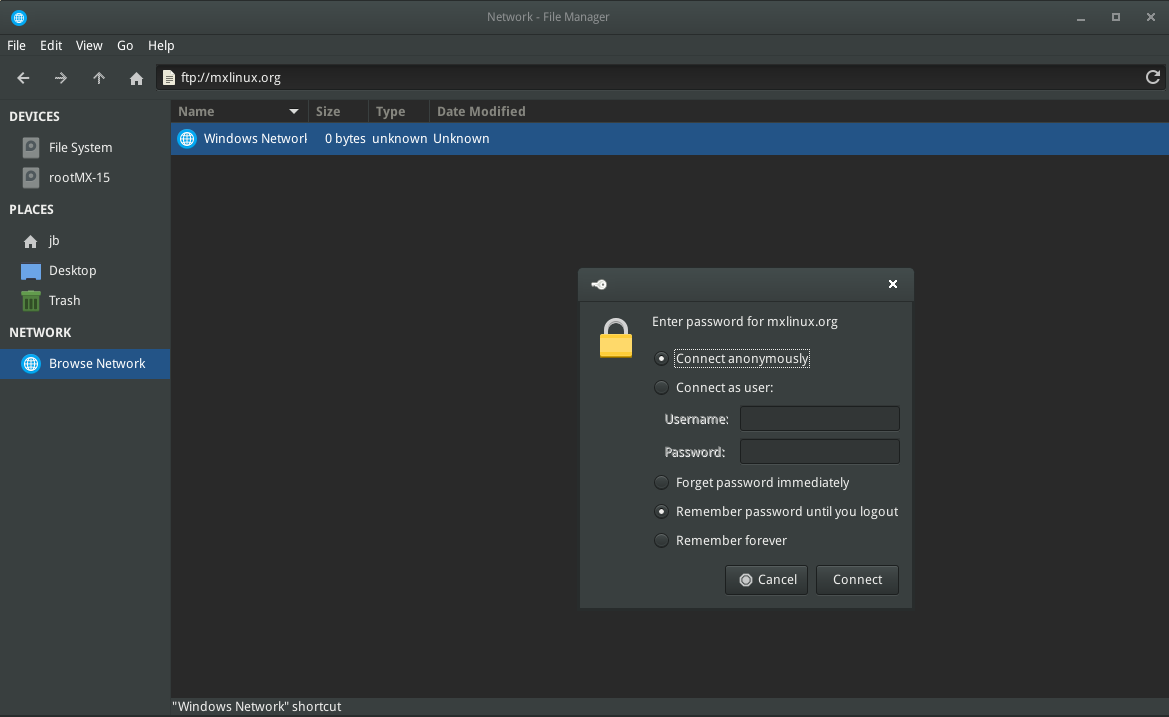 Network - File Manager
File Edit View Go Help
ftp://mxlinux.org
DEVICES
File System
rootMX-15
PLACES
jb
Desktop
Trash
NETWORK
Browse Network
Name Size Type Date Modified
Windows Network 0 bytes unknown Unknown
Enter password for mxlinux.org
Connect anonymously
Connect as user:
Username:
Password:
Forget password immediately
Remember password until you logout
Remember forever
Cancel Connect
"Windows Network" shortcut